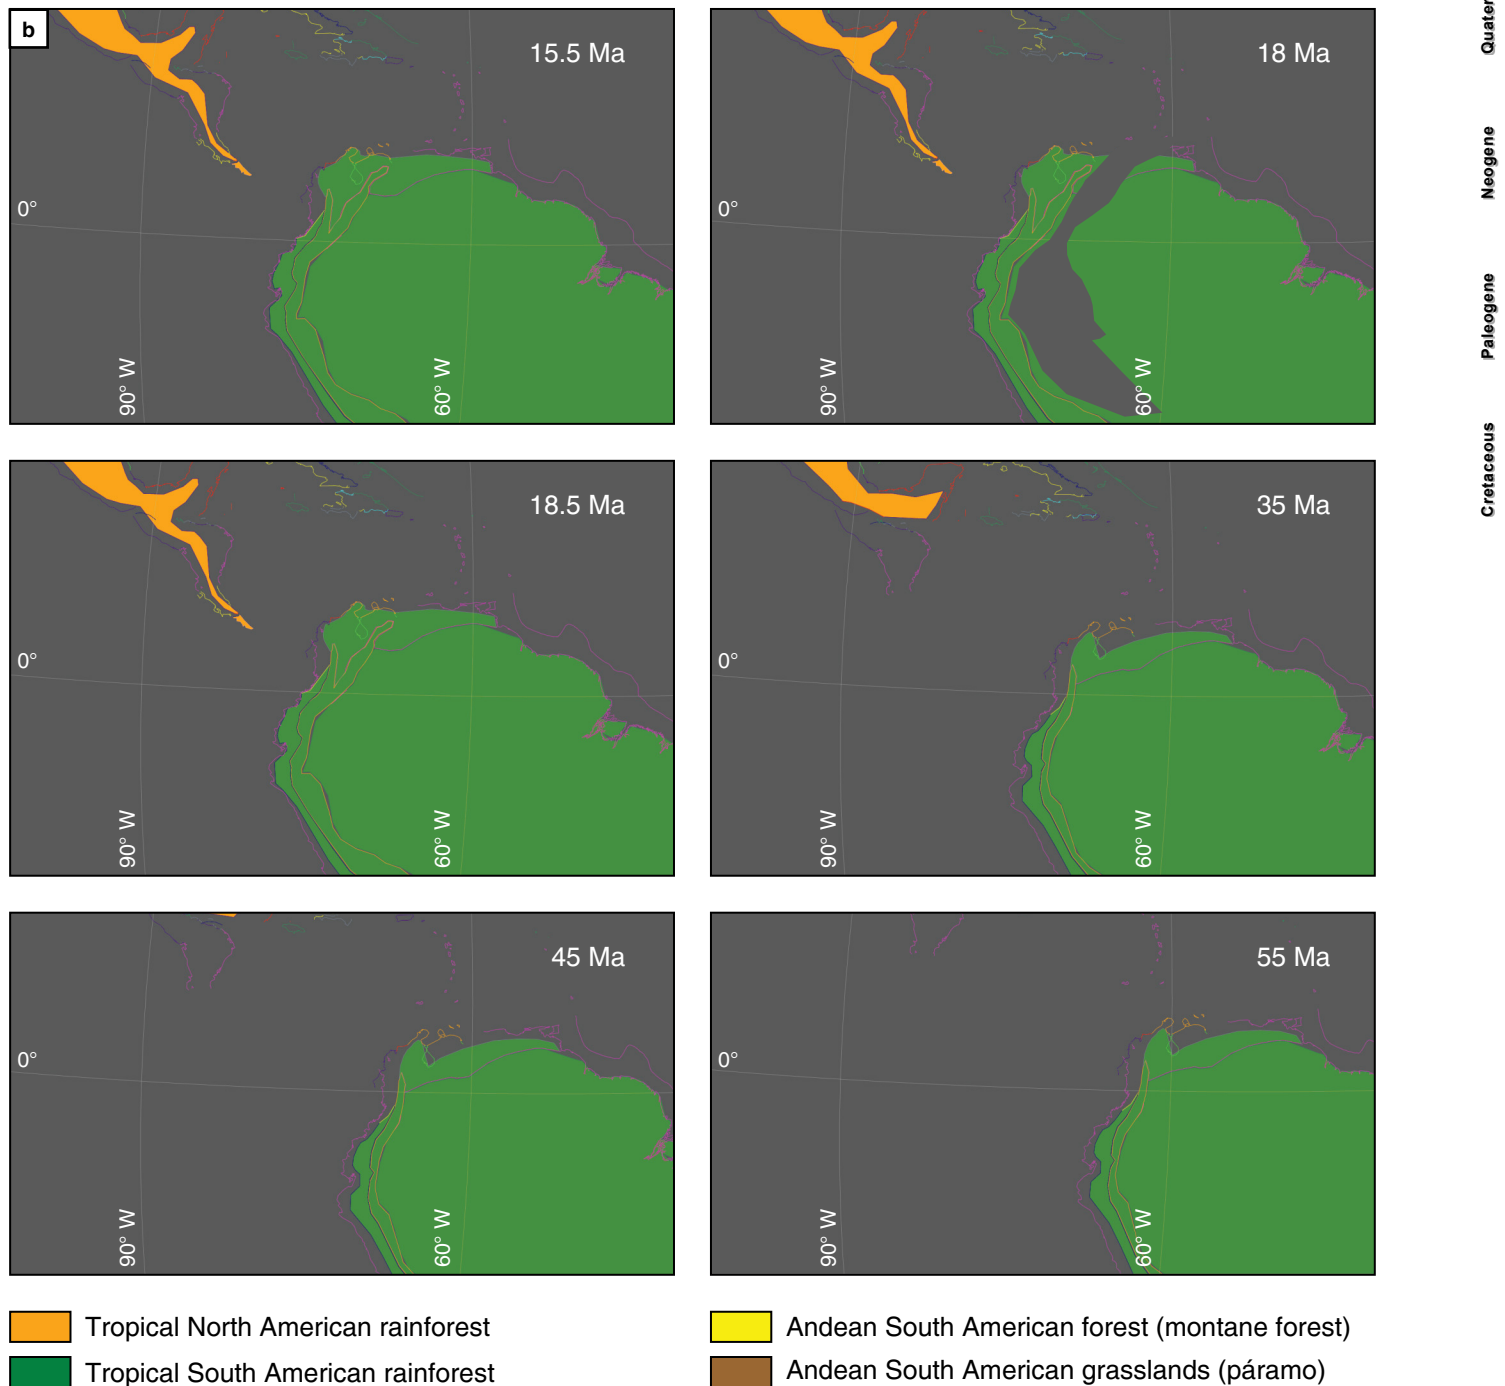 b
15.5 Ma
0°
90° W
60° W
18 Ma
0°
90° W
60° W
18.5 Ma
0°
90° W
60° W
35 Ma
0°
90° W
60° W
45 Ma
0°
90° W
60° W
55 Ma
0°
90° W
60° W
Neogene
Paleogene
Cretaceous
Tropical North American rainforest
Tropical South American rainforest
Andean South American forest (montane forest)
Andean South American grasslands (páramo)